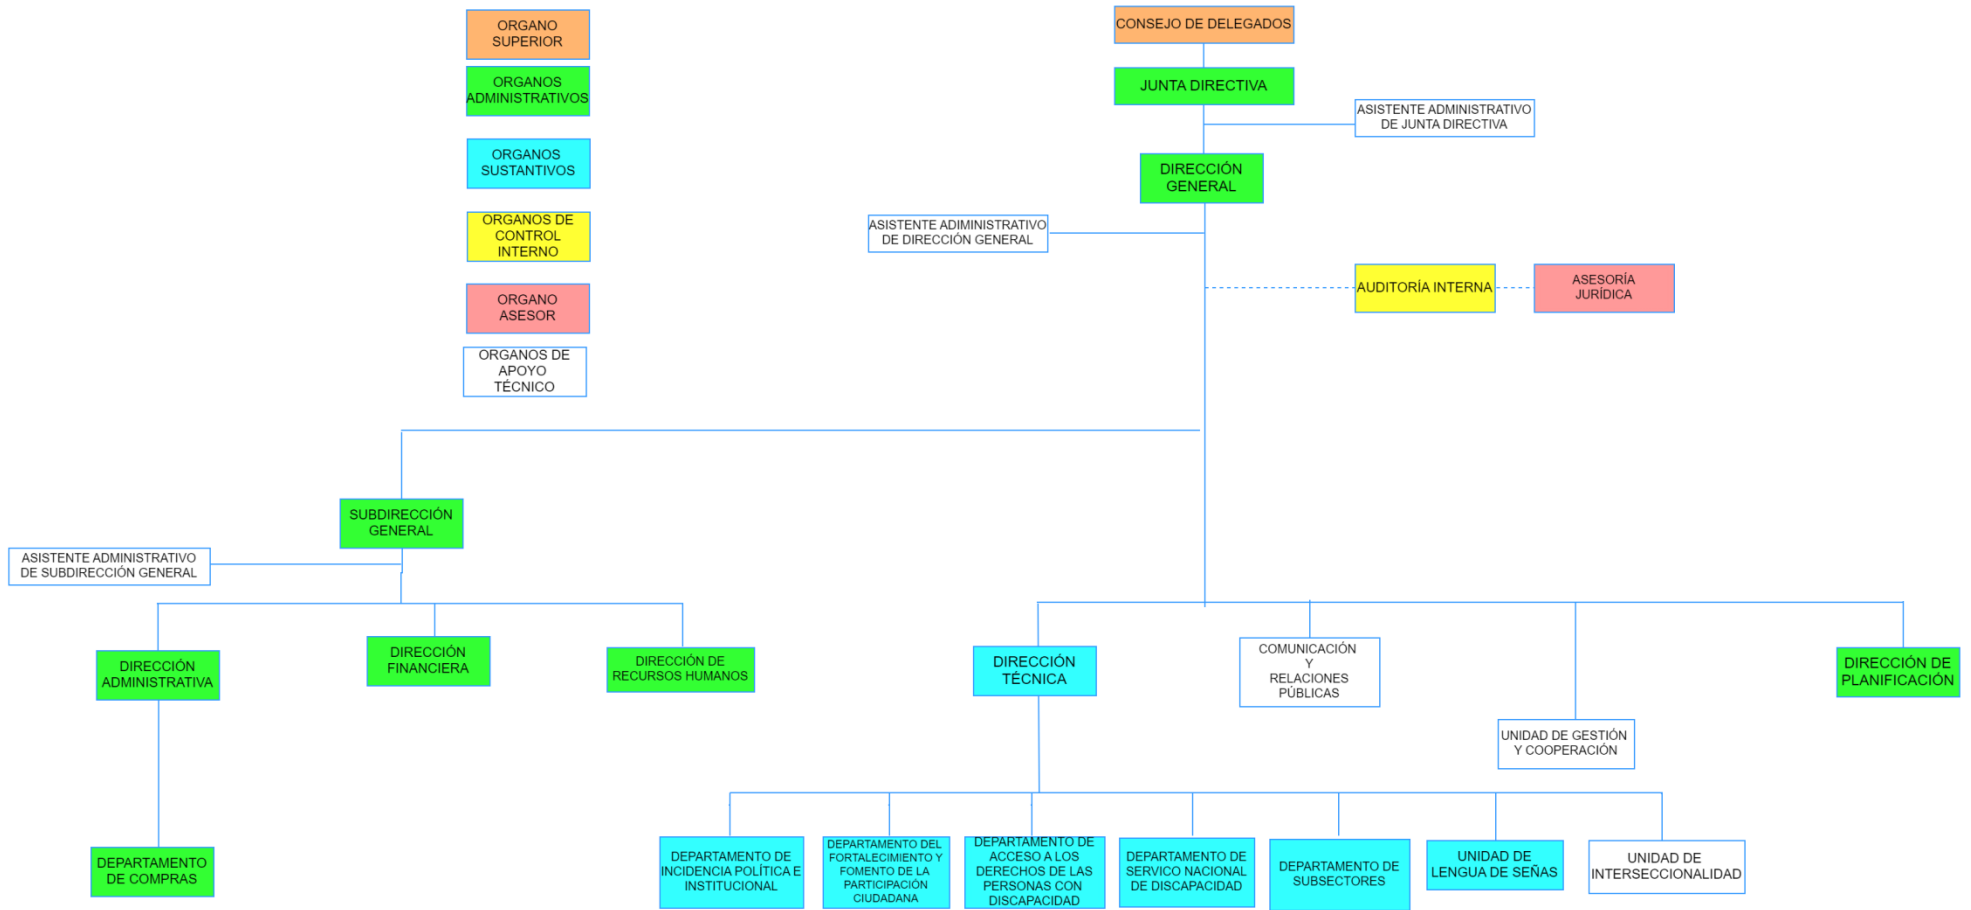 ORGANO
SUPERIOR
ORGANOS
ADMINISTRATIVOS
ORGANOS
SUSTANTIVOS
ORGANOS DE
CONTROL
INTERNO
ORGANO
ASESOR
ORGANOS DE
APOYO
TÉCNICO
CONSEJO DE DELEGADOS
JUNTA DIRECTIVA
ASISTENTE ADMINISTRATIVO
DE JUNTA DIRECTIVA
DIRECCIÓN
GENERAL
ASISTENTE ADIMINISTRATIVO
DE DIRECCIÓN GENERAL
AUDITORÍA INTERNA
ASESORÍA
JURÍDICA
SUBDIRECCIÓN
GENERAL
ASISTENTE ADMINISTRATIVO
DE SUBDIRECCIÓN GENERAL
DIRECCIÓN
ADMINISTRATIVA
DIRECCIÓN
FINANCIERA
DIRECCIÓN DE
RECURSOS HUMANOS
DIRECCIÓN
TÉCNICA
COMUNICACIÓN
Y
RELACIONES
PÚBLICAS
UNIDAD DE GESTIÓN
Y COOPERACIÓN
DIRECCIÓN DE
PLANIFICACIÓN
DEPARTAMENTO
DE COMPRAS
DEPARTAMENTO DE
INCIDENCIA POLÍTICA E
INSTITUCIONAL
DEPARTAMENTO DEL
FORTALECIMIENTO Y
FOMENTO DE LA
PARTICIPACIÓN
CIUDADANA
DEPARTAMENTO DE
ACCESO A LOS
DERECHOS DE LAS
PERSONAS CON
DISCAPACIDAD
DEPARTAMENTO DE
SERVICO NACIONAL
DE DISCAPACIDAD
DEPARTAMENTO DE
SUBSECTORES
UNIDAD DE
LENGUA DE SEÑAS
UNIDAD DE
INTERSECCIONALIDAD